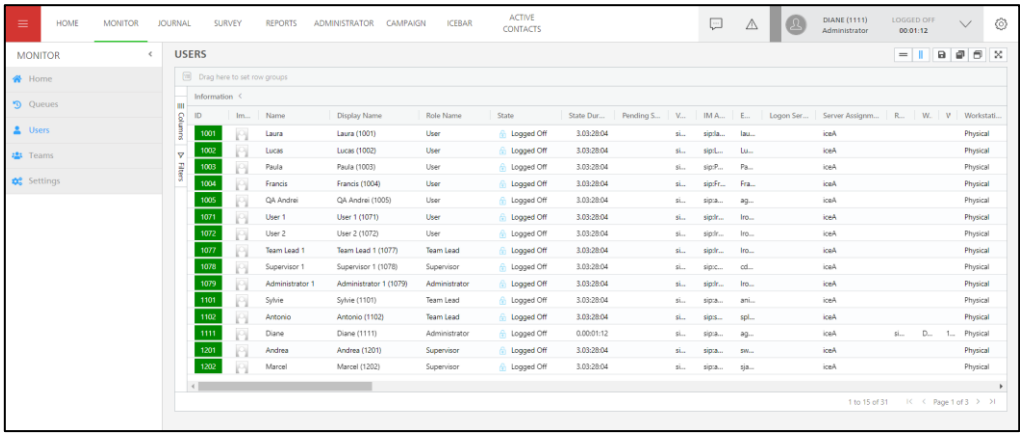 HOME MONITOR JOURNAL SURVEY REPORTS ADMINISTRATOR CAMPAIGN ICEBAR ACTIVE CONTACTS DIANE (1111) LOGGED OFF
Administrator 00:01:12
MONITOR USERS
Home
Queues
Users
Teams
Settings
Drag here to set row groups
Columns
Filters
Information
ID Im... Name Display Name Role Name State State Dur... Pending S... V... IM A... E... Logon Ser... Server Assignm... R... W. V Workstati...
1001 Laura Laura (1001) User Logged Off 3.03:28:04 si... sip:la... lau... iceA Physical
1002 Lucas Lucas (1002) User Logged Off 3.03:28:04 si... sip:L... Lu... iceA Physical
1003 Paula Paula (1003) User Logged Off 3.03:28:04 si... sip:P... Pa... iceA Physical
1004 Francis Francis (1004) User Logged Off 3.03:28:04 si... sip:Fr... Fra... iceA Physical
1005 QA Andrei QA Andrei (1005) User Logged Off 3.03:28:04 si... sip:a... ag... iceA Physical
1071 User 1 User 1 (1071) User Logged Off 3.03:28:04 si... sip:Ir... Iro... iceA Physical
1072 User 2 User 2 (1072) User Logged Off 3.03:28:04 si... sip:Ir... Iro... iceA Physical
1077 Team Lead 1 Team Lead 1 (1077) Team Lead Logged Off 3.03:28:04 si... sip:Ir... Iro... iceA Physical
1078 Supervisor 1 Supervisor 1 (1078) Supervisor Logged Off 3.03:28:04 si... sip:c... cd... iceA Physical
1079 Administrator 1 Administrator 1 (1079) Administrator Logged Off 3.03:28:04 si... sip:Ir... Iro... iceA Physical
1101 Sylvie Sylvie (1101) Team Lead Logged Off 3.03:28:04 si... sip:a... ani... iceA Physical
1102 Antonio Antonio (1102) Team Lead Logged Off 3.03:28:04 si... sip:s... spl... iceA Physical
1111 Diane Diane (1111) Administrator Logged Off 0.00:01:12 si... sip:a... ag... iceA si... D... 1... Physical
1201 Andrea Andrea (1201) Supervisor Logged Off 3.03:28:04 si... sip:a... sw... iceA Physical
1202 Marcel Marcel (1202) Supervisor Logged Off 3.03:28:04 si... sip:a... sja... iceA Physical
1 to 15 of 31 Page 1 of 3